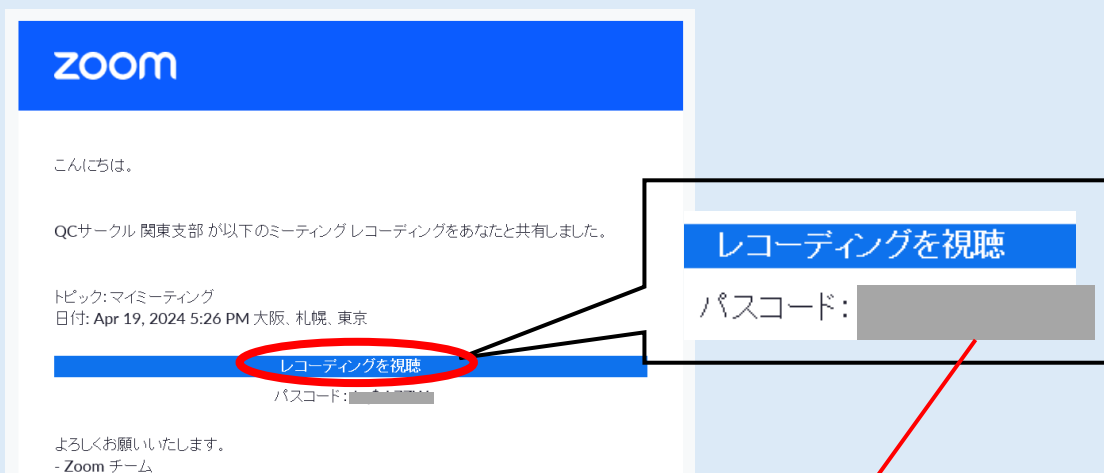 zoom
こんにちは。
QCサークル 関東支部 が以下のミーティング レコーディングをあなたと共有しました。
トピック: マイミーティング
日付: Apr 19, 2024 5:26 PM 大阪、札幌、東京
レコーディングを視聴
パスコード:
よろしくお願いいたします。
- Zoom チーム
レコーディングを視聴
パスコード: